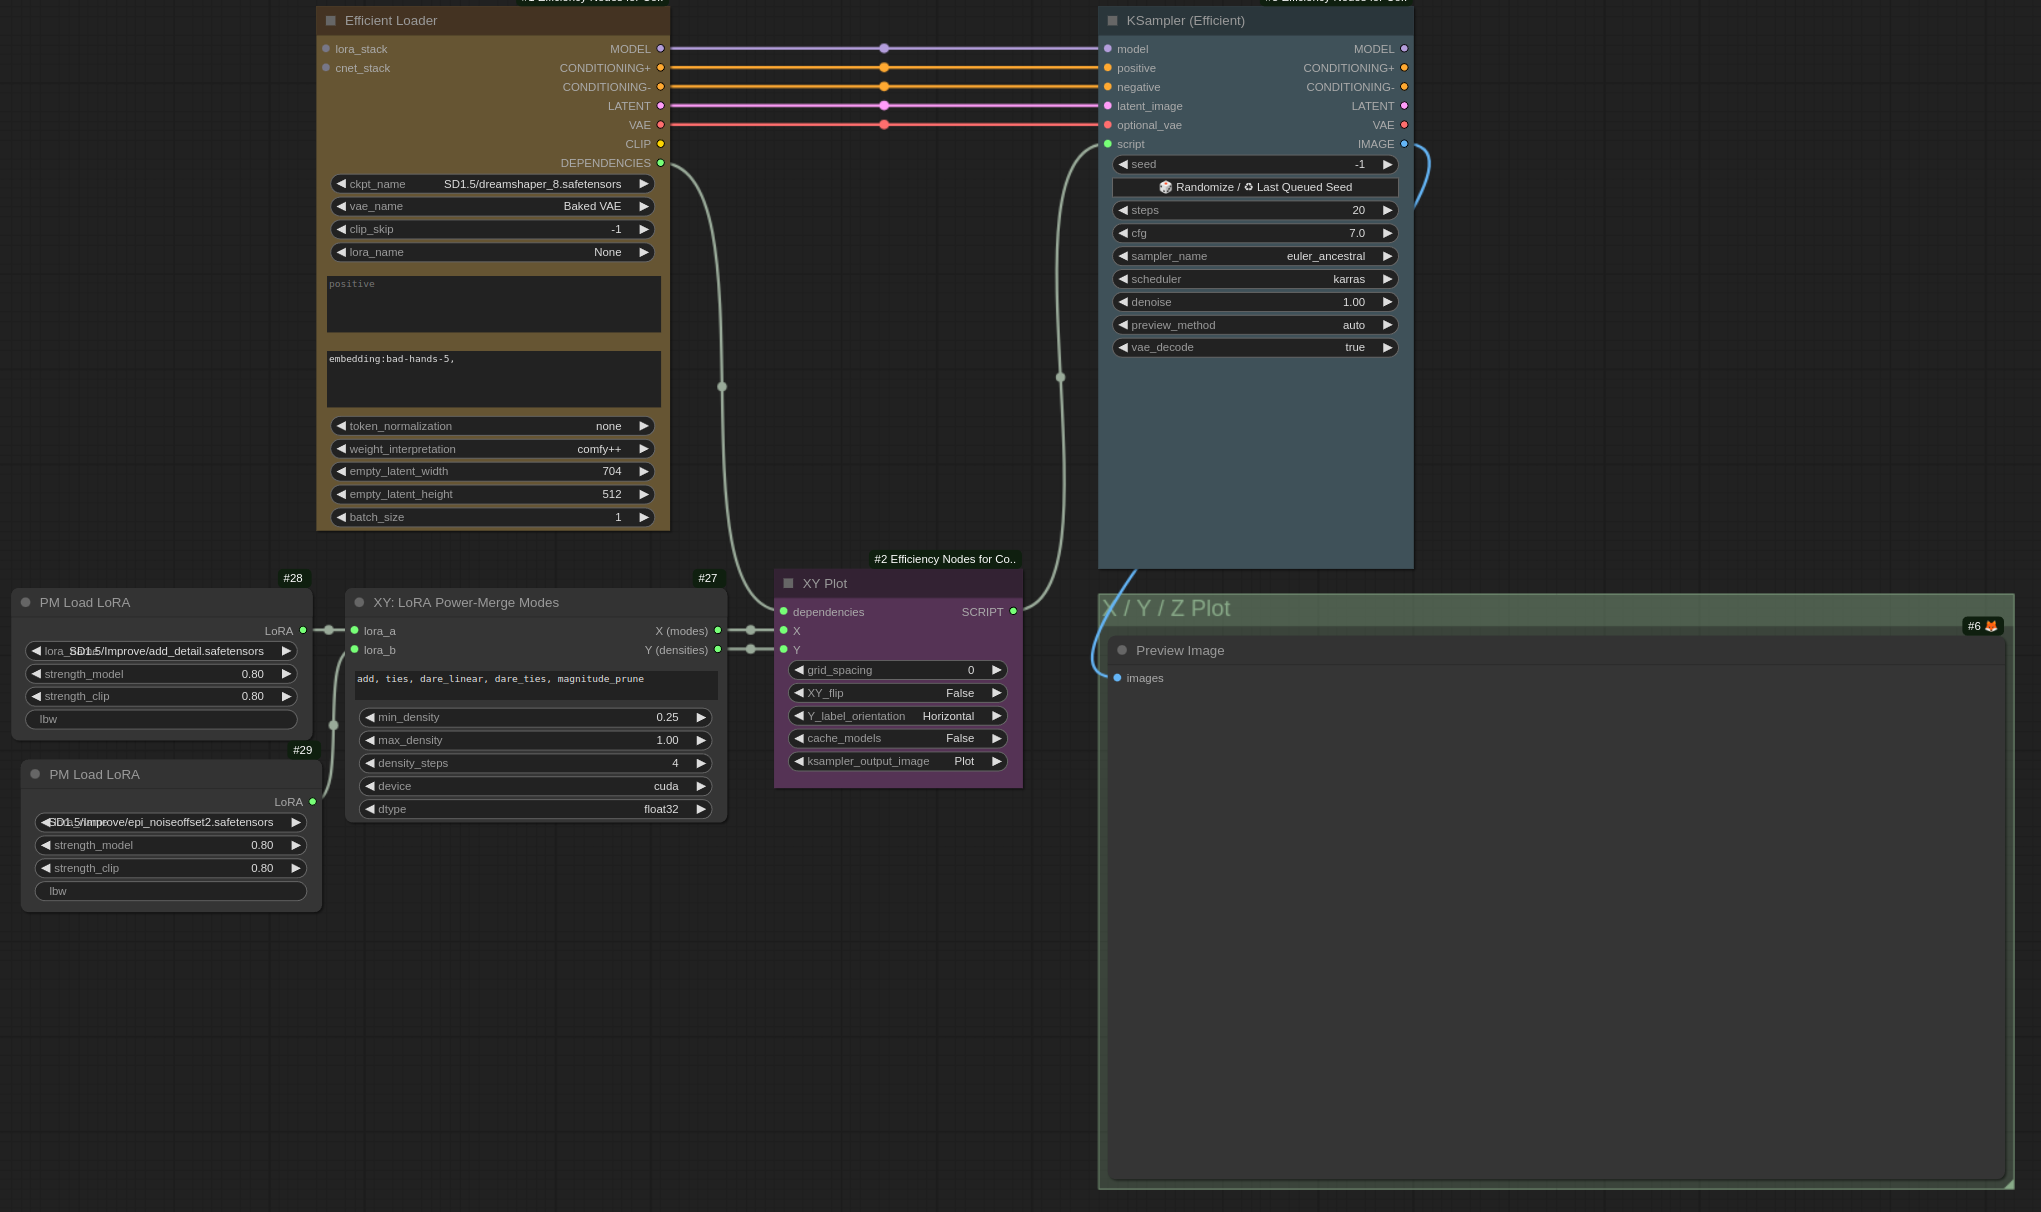 Efficient Loader
lora_stack MODEL
cnet_stack CONDITIONING+
CONDITIONING-
LATENT
VAE
CLIP
DEPENDENCIES
ckpt_name SD1.5/dreamshaper_8.safetensors
vae_name Baked VAE
clip_skip -1
lora_name None
positive
embedding:bad-hands-5,
token_normalization none
weight_interpretation comfy++
empty_latent_width 704
empty_latent_height 512
batch_size 1
KSampler (Efficient)
model MODEL
positive CONDITIONING+
negative CONDITIONING-
latent_image LATENT
optional_vae VAE
script IMAGE
seed -1
🎲 Randomize / ♻ Last Queued Seed
steps 20
cfg 7.0
sampler_name euler_ancestral
scheduler karras
denoise 1.00
preview_method auto
vae_decode true
#28
PM Load LoRA
LoRA
SD1.5/Improve/add_detail.safetensors
strength_model 0.80
strength_clip 0.80
lbw
#29
PM Load LoRA
LoRA
SD1.5/Improve/epi_noiseoffset2.safetensors
strength_model 0.80
strength_clip 0.80
lbw
#27
XY: LoRA Power-Merge Modes
lora_a X (modes)
lora_b Y (densities)
add, ties, dare_linear, dare_ties, magnitude_prune
min_density 0.25
max_density 1.00
density_steps 4
device cuda
dtype float32
#2 Efficiency Nodes for Co..
XY Plot
dependencies SCRIPT
X
Y
grid_spacing 0
XY_flip False
Y_label_orientation Horizontal
cache_models False
ksampler_output_image Plot
X / Y / Z Plot
#6 🦊
Preview Image
images